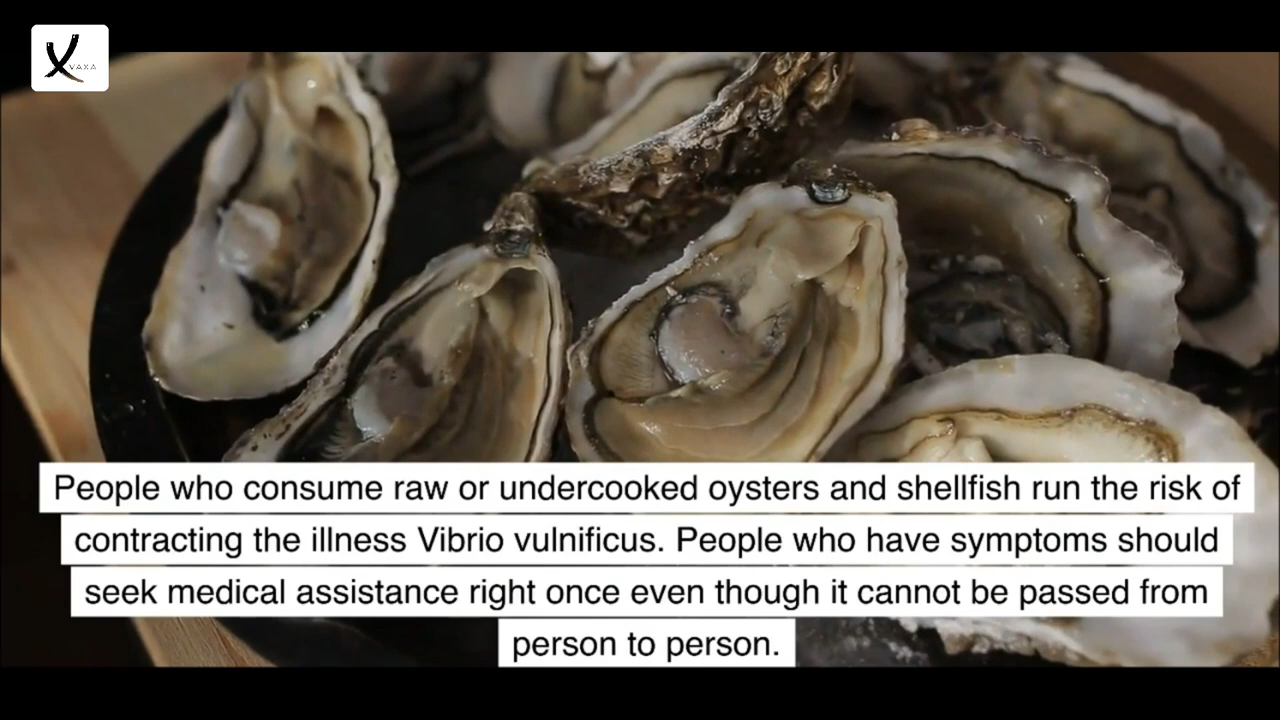 VAXA
People who consume raw or undercooked oysters and shellfish run the risk of
contracting the illness Vibrio vulnificus. People who have symptoms should
seek medical assistance right once even though it cannot be passed from
person to person.